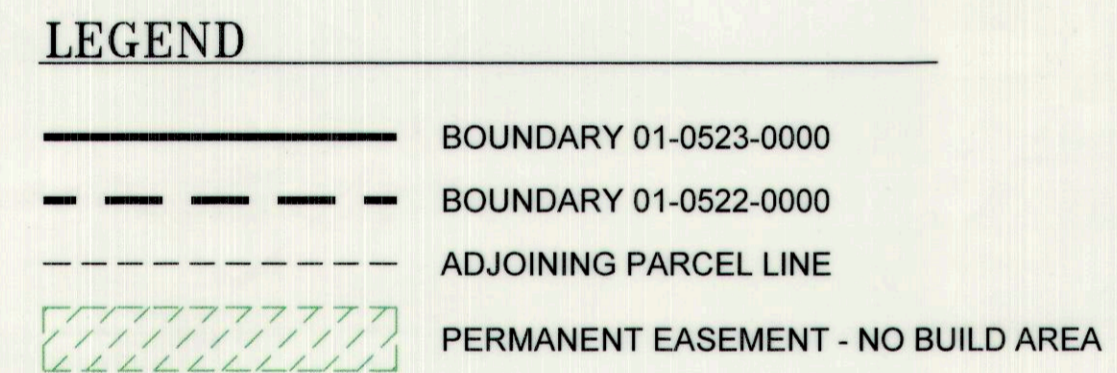 LEGEND
BOUNDARY 01-0523-0000
BOUNDARY 01-0522-0000
ADJOINING PARCEL LINE
PERMANENT EASEMENT - NO BUILD AREA